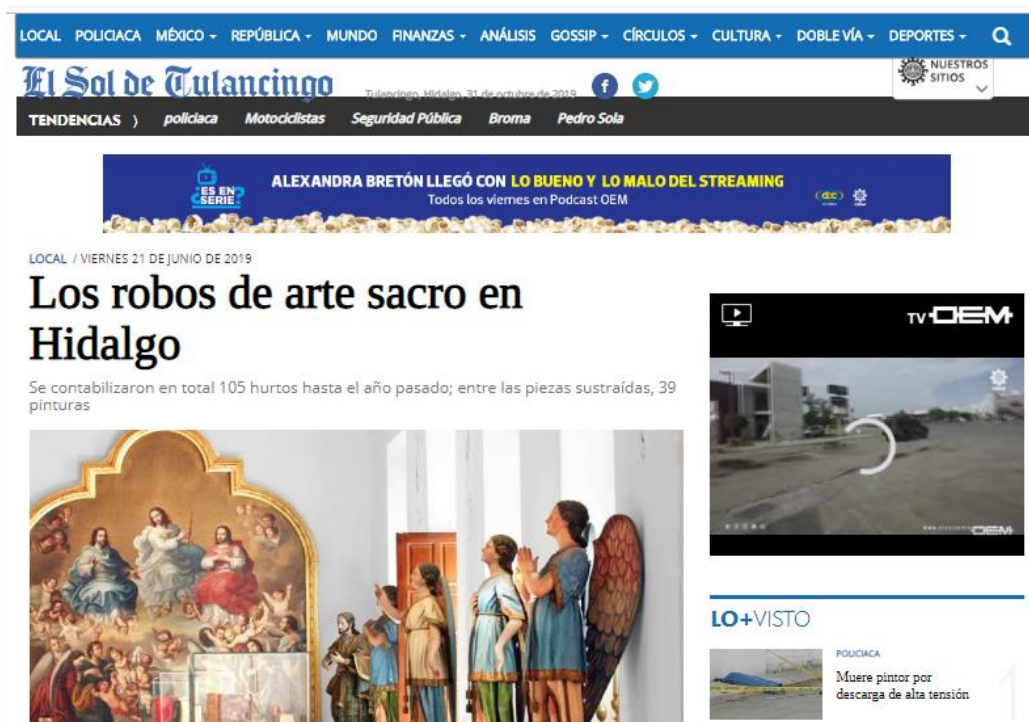 LOCAL POLICIACA MÉXICO REPÚBLICA MUNDO FINANZAS ANÁLISIS GOSSIP CÍRCULOS CULTURA DOBLE VÍA DEPORTES
El Sol de Tulancingo
Tulancingo, Hidalgo, 31 de octubre de 2019
NUESTROS
SITIOS
TENDENCIAS ) policiaca Motociclistas Seguridad Pública Broma Pedro Sola
¿ES EN
SERIE?
ALEXANDRA BRETÓN LLEGÓ CON LO BUENO Y LO MALO DEL STREAMING
Todos los viernes en Podcast OEM
LOCAL / VIERNES 21 DE JUNIO DE 2019
Los robos de arte sacro en
Hidalgo
Se contabilizaron en total 105 hurtos hasta el año pasado; entre las piezas sustraídas, 39
pinturas
TV OEM
OEM
LO+VISTO
POLICIACA
Muere pintor por
descarga de alta tensión
1